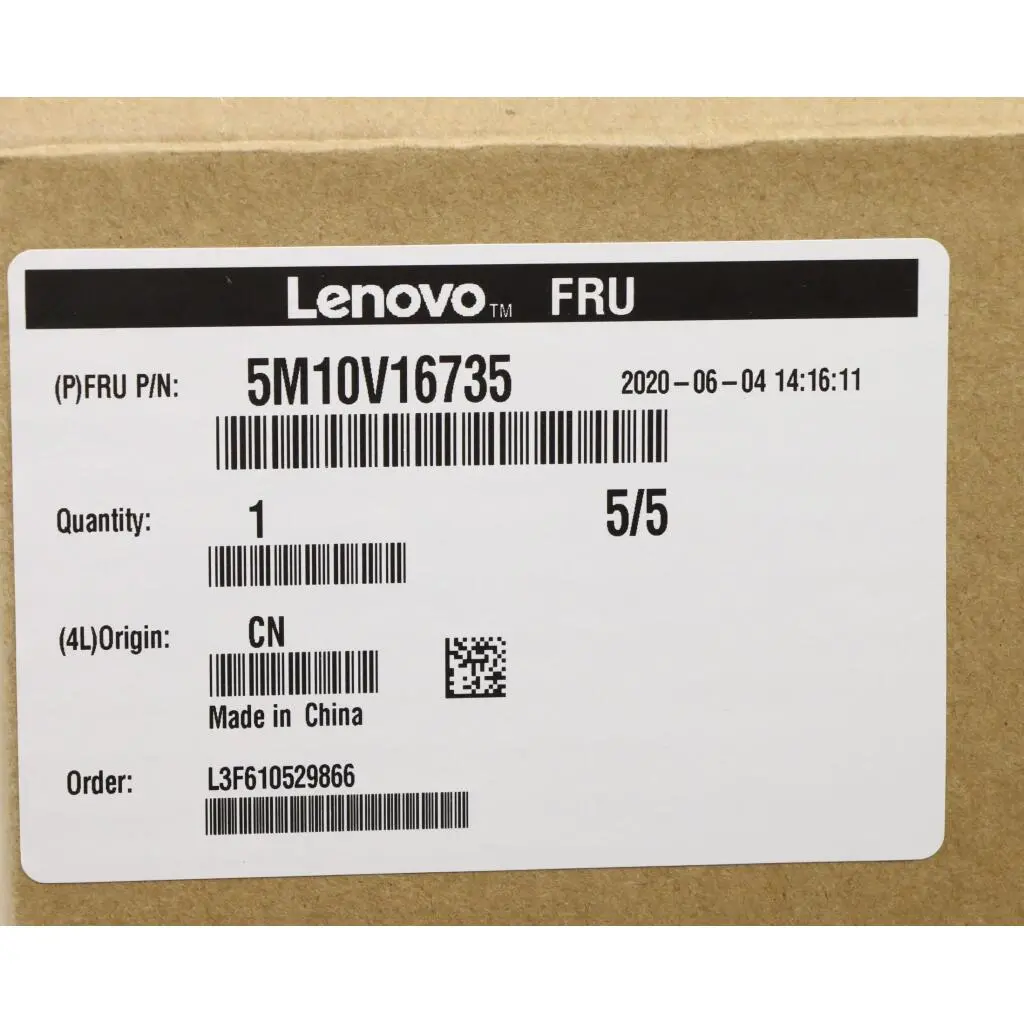 Lenovo™ FRU
(P)FRU P/N: 5M10V16735 2020-06-04 14:16:11
Quantity: 1 5/5
(4L)Origin: CN
Made in China
Order: L3F610529866